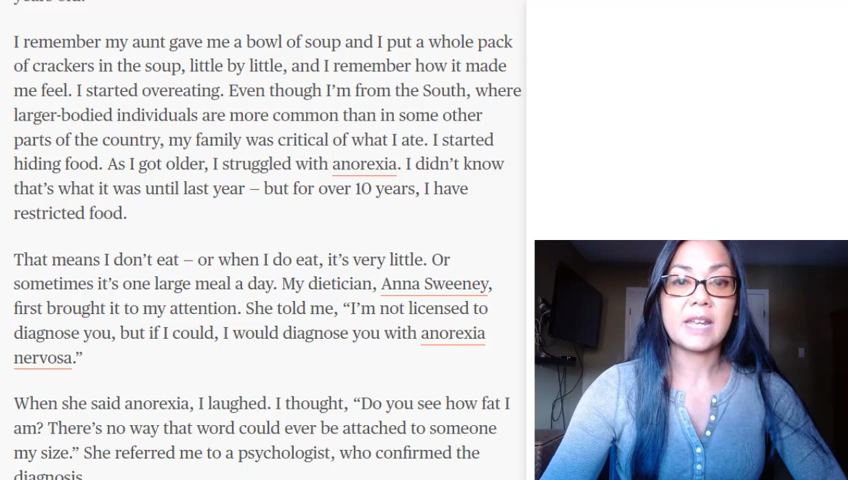 I remember my aunt gave me a bowl of soup and I put a whole pack
of crackers in the soup, little by little, and I remember how it made
me feel. I started overeating. Even though I’m from the South, where
larger-bodied individuals are more common than in some other
parts of the country, my family was critical of what I ate. I started
hiding food. As I got older, I struggled with anorexia. I didn’t know
that’s what it was until last year — but for over 10 years, I have
restricted food.
That means I don’t eat — or when I do eat, it’s very little. Or
sometimes it’s one large meal a day. My dietician, Anna Sweeney,
first brought it to my attention. She told me, “I’m not licensed to
diagnose you, but if I could, I would diagnose you with anorexia
nervosa.”
When she said anorexia, I laughed. I thought, “Do you see how fat I
am? There’s no way that word could ever be attached to someone
my size.” She referred me to a psychologist, who confirmed the
diagnosis.